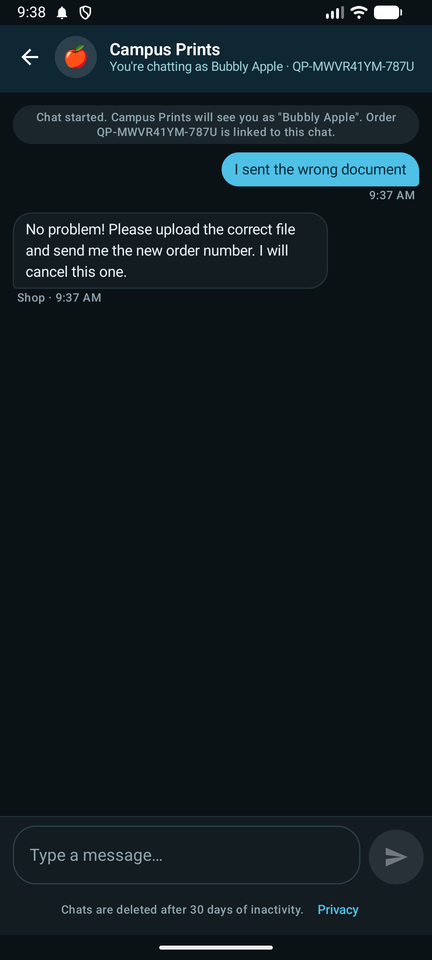 9:38
Campus Prints
You're chatting as Bubbly Apple · QP-MWVR41YM-787U
Chat started. Campus Prints will see you as "Bubbly Apple". Order
QP-MWVR41YM-787U is linked to this chat.
I sent the wrong document
9:37 AM
No problem! Please upload the correct file
and send me the new order number. I will
cancel this one.
Shop · 9:37 AM
Type a message…
Chats are deleted after 30 days of inactivity. Privacy